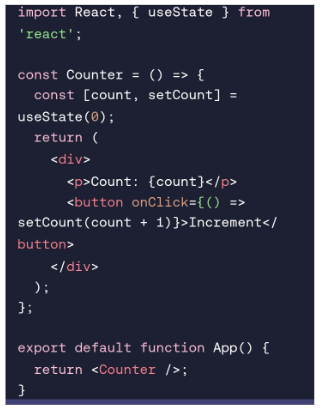 import React, { useState } from
'react';
const Counter = () => {
const [count, setCount] =
useState(0);
return (
<div>
<p>Count: {count}</p>
<button onClick={() =>
setCount(count + 1)}>Increment</
button>
</div>
);
};
export default function App() {
return <Counter />;
}